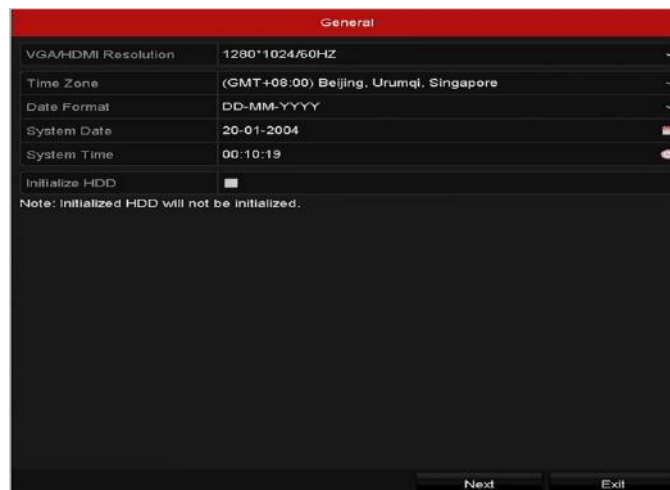 General
VGA/HDMI Resolution 1280*1024/60HZ
Time Zone (GMT+08:00) Beijing, Urumqi, Singapore
Date Format DD-MM-YYYY
System Date 20-01-2004
System Time 00:10:19
Initialize HDD
Note: Initialized HDD will not be initialized.
Next Exit